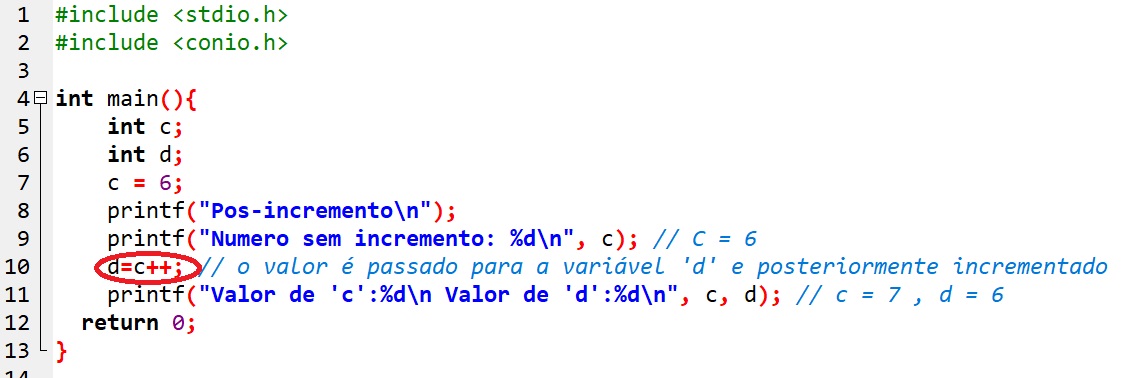 1 #include <stdio.h>
2 #include <conio.h>
3
4 int main(){
5 int c;
6 int d;
7 c = 6;
8 printf("Pos-incremento\n");
9 printf("Numero sem incremento: %d\n", c); // C = 6
10 d=c++; // o valor é passado para a variável 'd' e posteriormente incrementado
11 printf("Valor de 'c':%d\n Valor de 'd':%d\n", c, d); // c = 7 , d = 6
12 return 0;
13 }
14